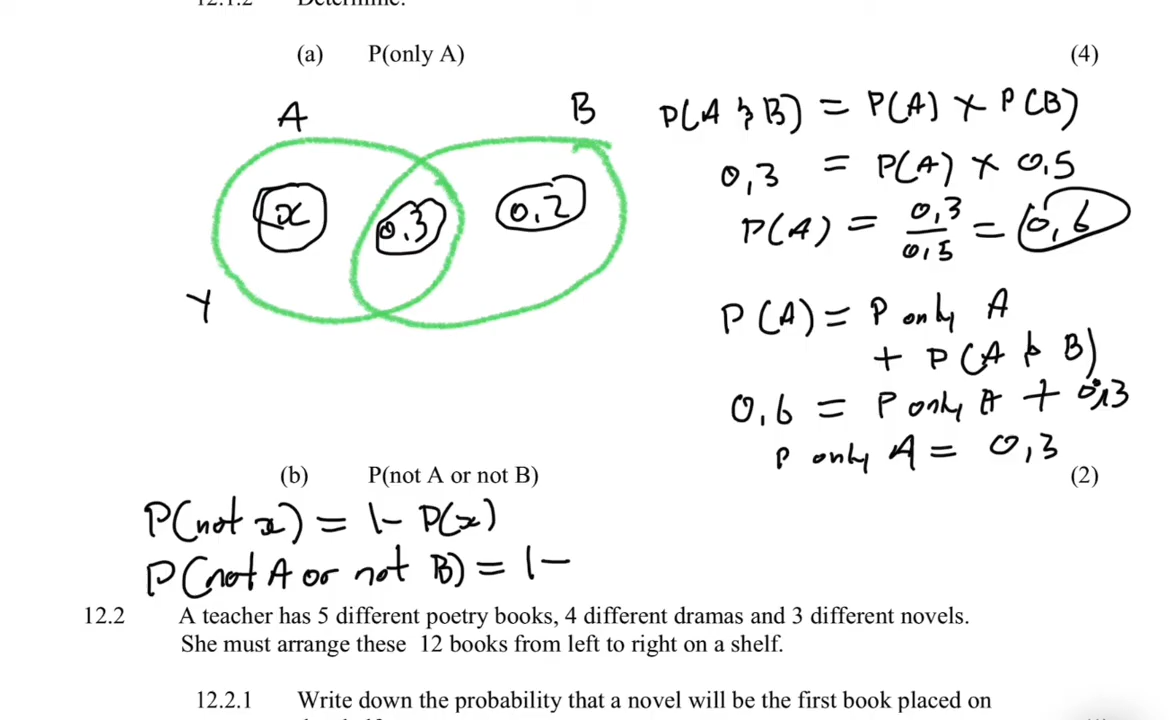 12.1.2 Determine:
(a) P(only A) (4)
A B
x 0,3 0,2
Y
P(A & B) = P(A) × P(B)
0,3 = P(A) × 0,5
P(A) = 0,3/0,5 = 0,6
P(A) = P only A
+ P(A & B)
0,6 = P only A + 0,3
P only A = 0,3
(b) P(not A or not B) (2)
P(not x) = 1 - P(x)
P(not A or not B) = 1 -
12.2 A teacher has 5 different poetry books, 4 different dramas and 3 different novels.
She must arrange these 12 books from left to right on a shelf.
12.2.1 Write down the probability that a novel will be the first book placed on